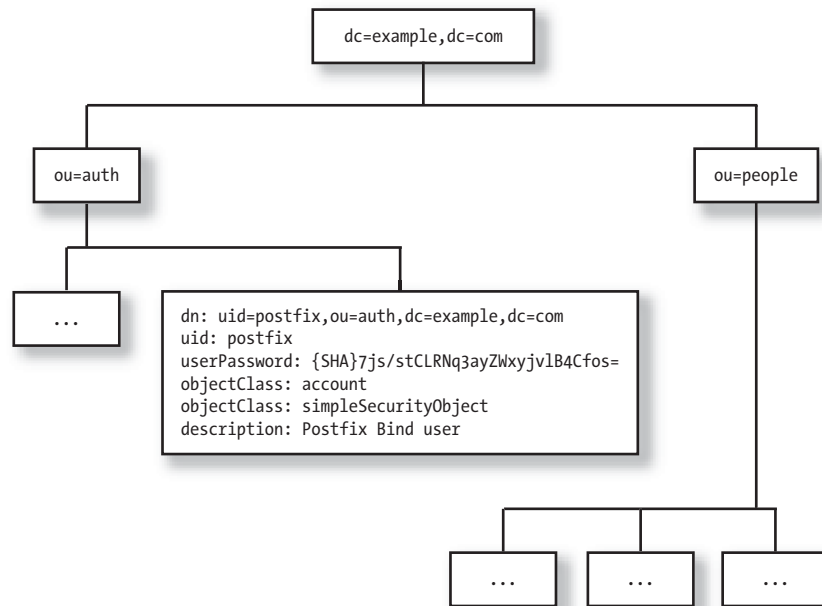 dc=example,dc=com
ou=auth
ou=people
...
dn: uid=postfix,ou=auth,dc=example,dc=com
uid: postfix
userPassword: {SHA}7js/stCLRNq3ayZWxyjvlB4Cfos=
objectClass: account
objectClass: simpleSecurityObject
description: Postfix Bind user
...
...
...